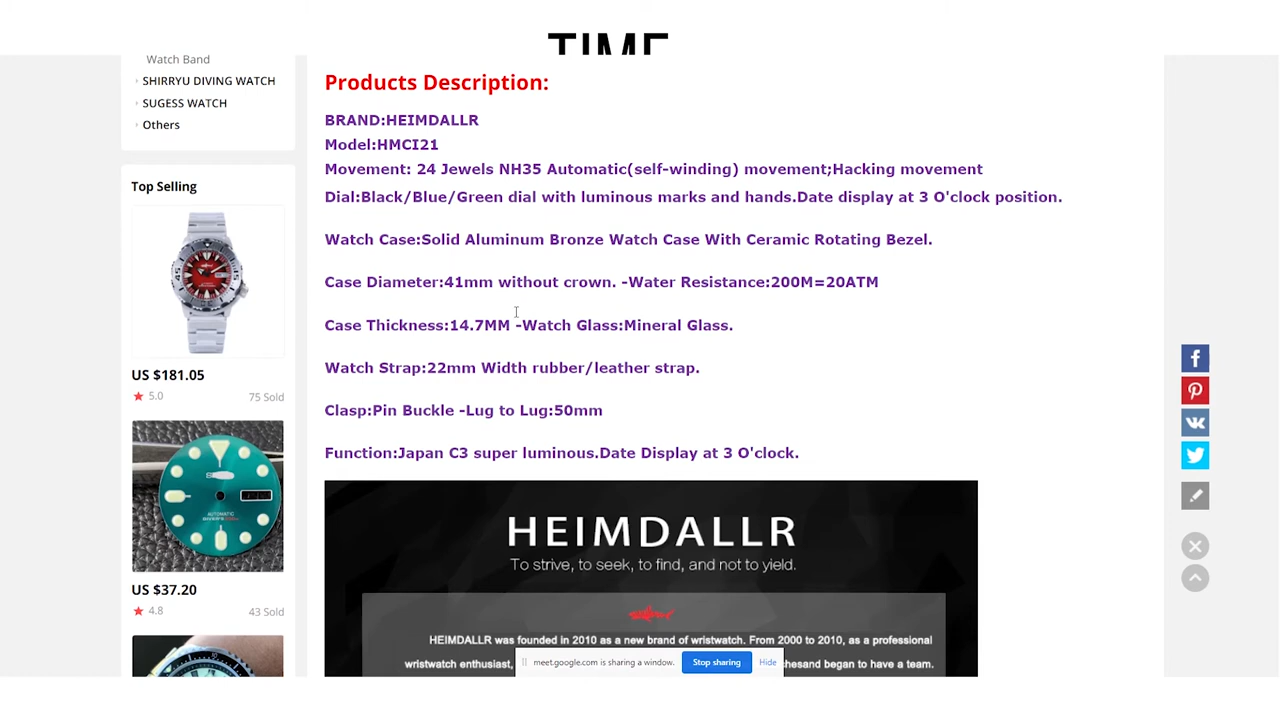 TIME
Watch Band
SHIRRYU DIVING WATCH
SUGESS WATCH
Others
Top Selling
US $181.05
5.0
75 Sold
AUTOMATIC
US $37.20
4.8
43 Sold
Products Description:
BRAND:HEIMDALLR
Model:HMCI21
Movement: 24 Jewels NH35 Automatic(self-winding) movement;Hacking movement
Dial:Black/Blue/Green dial with luminous marks and hands.Date display at 3 O'clock position.
Watch Case:Solid Aluminum Bronze Watch Case With Ceramic Rotating Bezel.
Case Diameter:41mm without crown. -Water Resistance:200M=20ATM
Case Thickness:14.7MM -Watch Glass:Mineral Glass.
Watch Strap:22mm Width rubber/leather strap.
Clasp:Pin Buckle -Lug to Lug:50mm
Function:Japan C3 super luminous.Date Display at 3 O'clock.
HEIMDALLR
To strive, to seek, to find, and not to yield.
HEIMDALLR was founded in 2010 as a new brand of wristwatch. From 2000 to 2010, as a professional
wristwatch enthusiast, chesand began to have a team.
meet.google.com is sharing a window. Stop sharing Hide